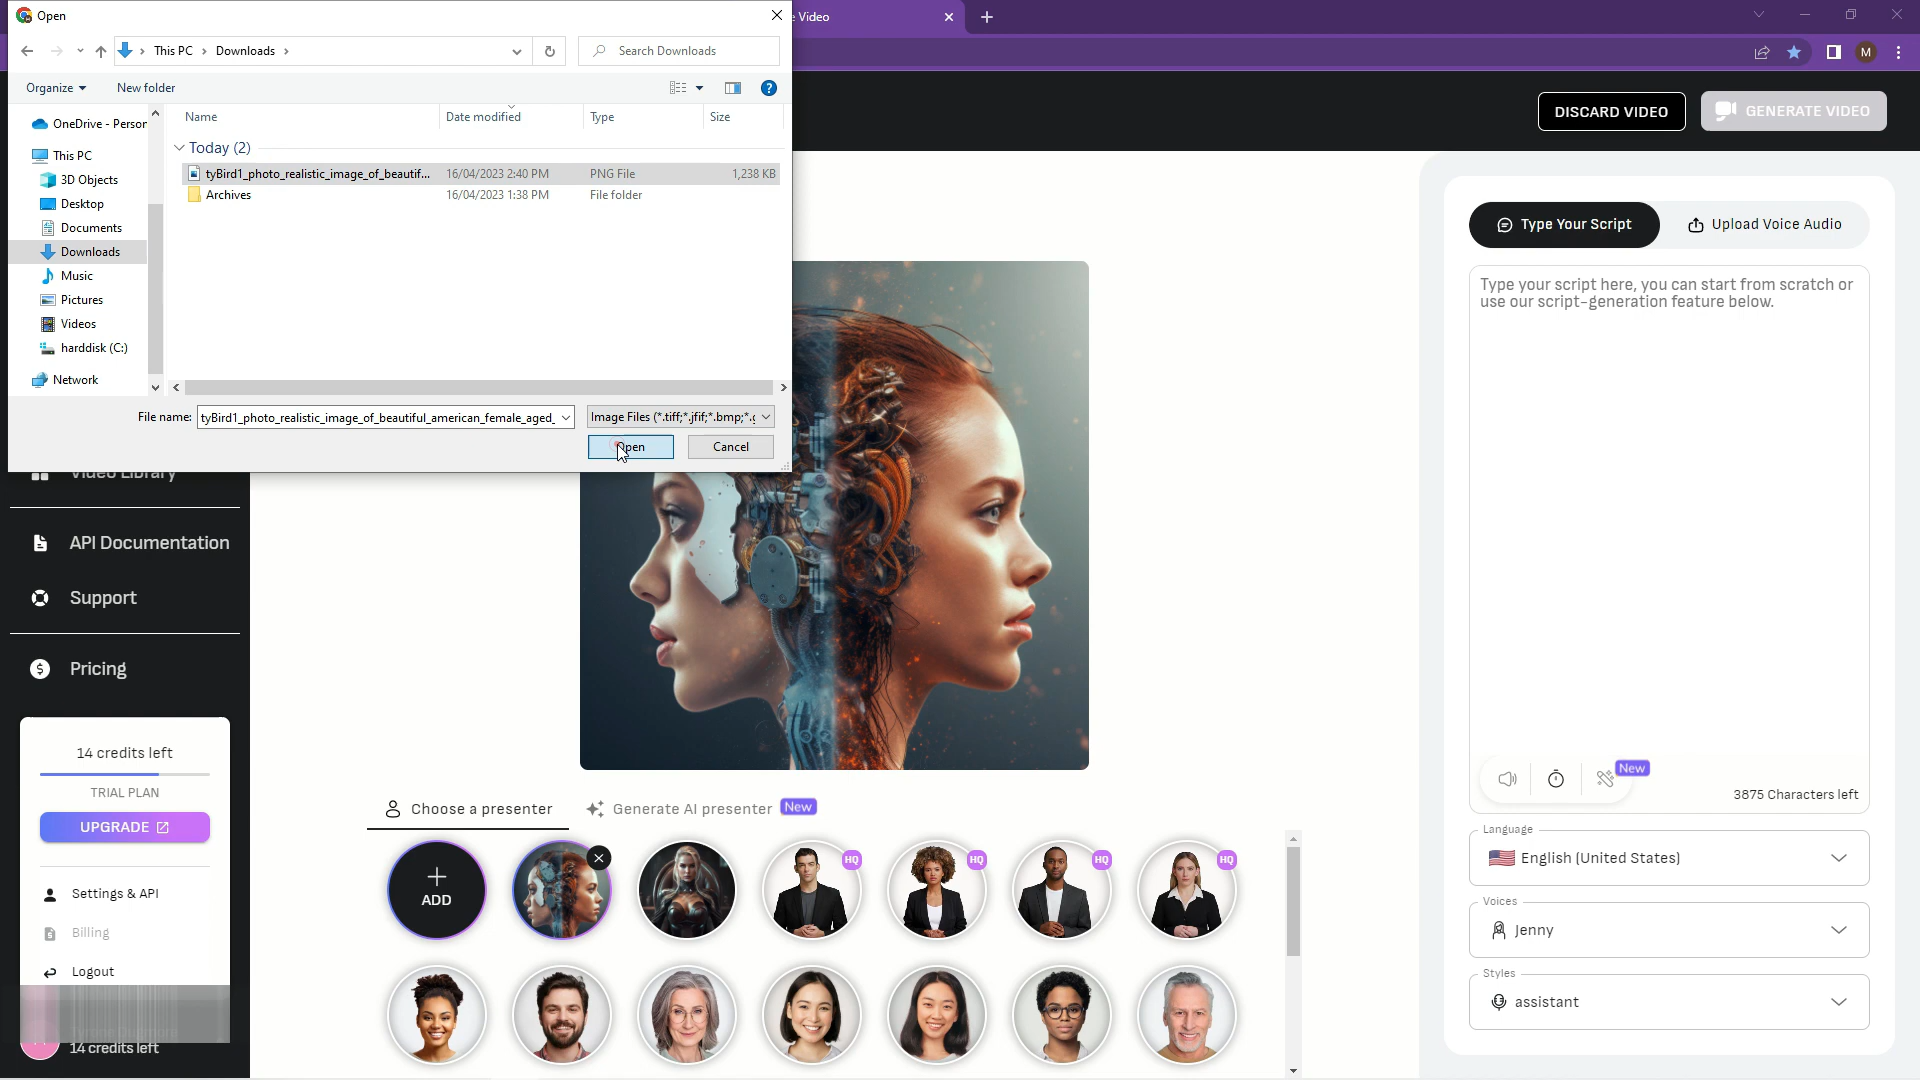 Open
e Video
This PC
Downloads
Search Downloads
Organize
New folder
Name
Date modified
Type
Size
OneDrive - Person
This PC
3D Objects
Desktop
Documents
Downloads
Music
Pictures
Videos
harddisk (C:)
Network
Today (2)
tyBird1_photo_realistic_image_of_beautif...
16/04/2023 2:40 PM
PNG File
1,238 KB
Archives
16/04/2023 1:38 PM
File folder
File name:
tyBird1_photo_realistic_image_of_beautiful_american_female_aged_
Image Files (*.tiff;*.jfif;*.bmp;*.g
Open
Cancel
M
DISCARD VIDEO
GENERATE VIDEO
Video Library
API Documentation
Support
Pricing
14 credits left
TRIAL PLAN
UPGRADE
Settings & API
Billing
Logout
14 credits left
Choose a presenter
Generate AI presenter
New
ADD
HQ
HQ
HQ
HQ
Type Your Script
Upload Voice Audio
Type your script here, you can start from scratch or
use our script-generation feature below.
New
3875 Characters left
Language
English (United States)
Voices
Jenny
Styles
assistant